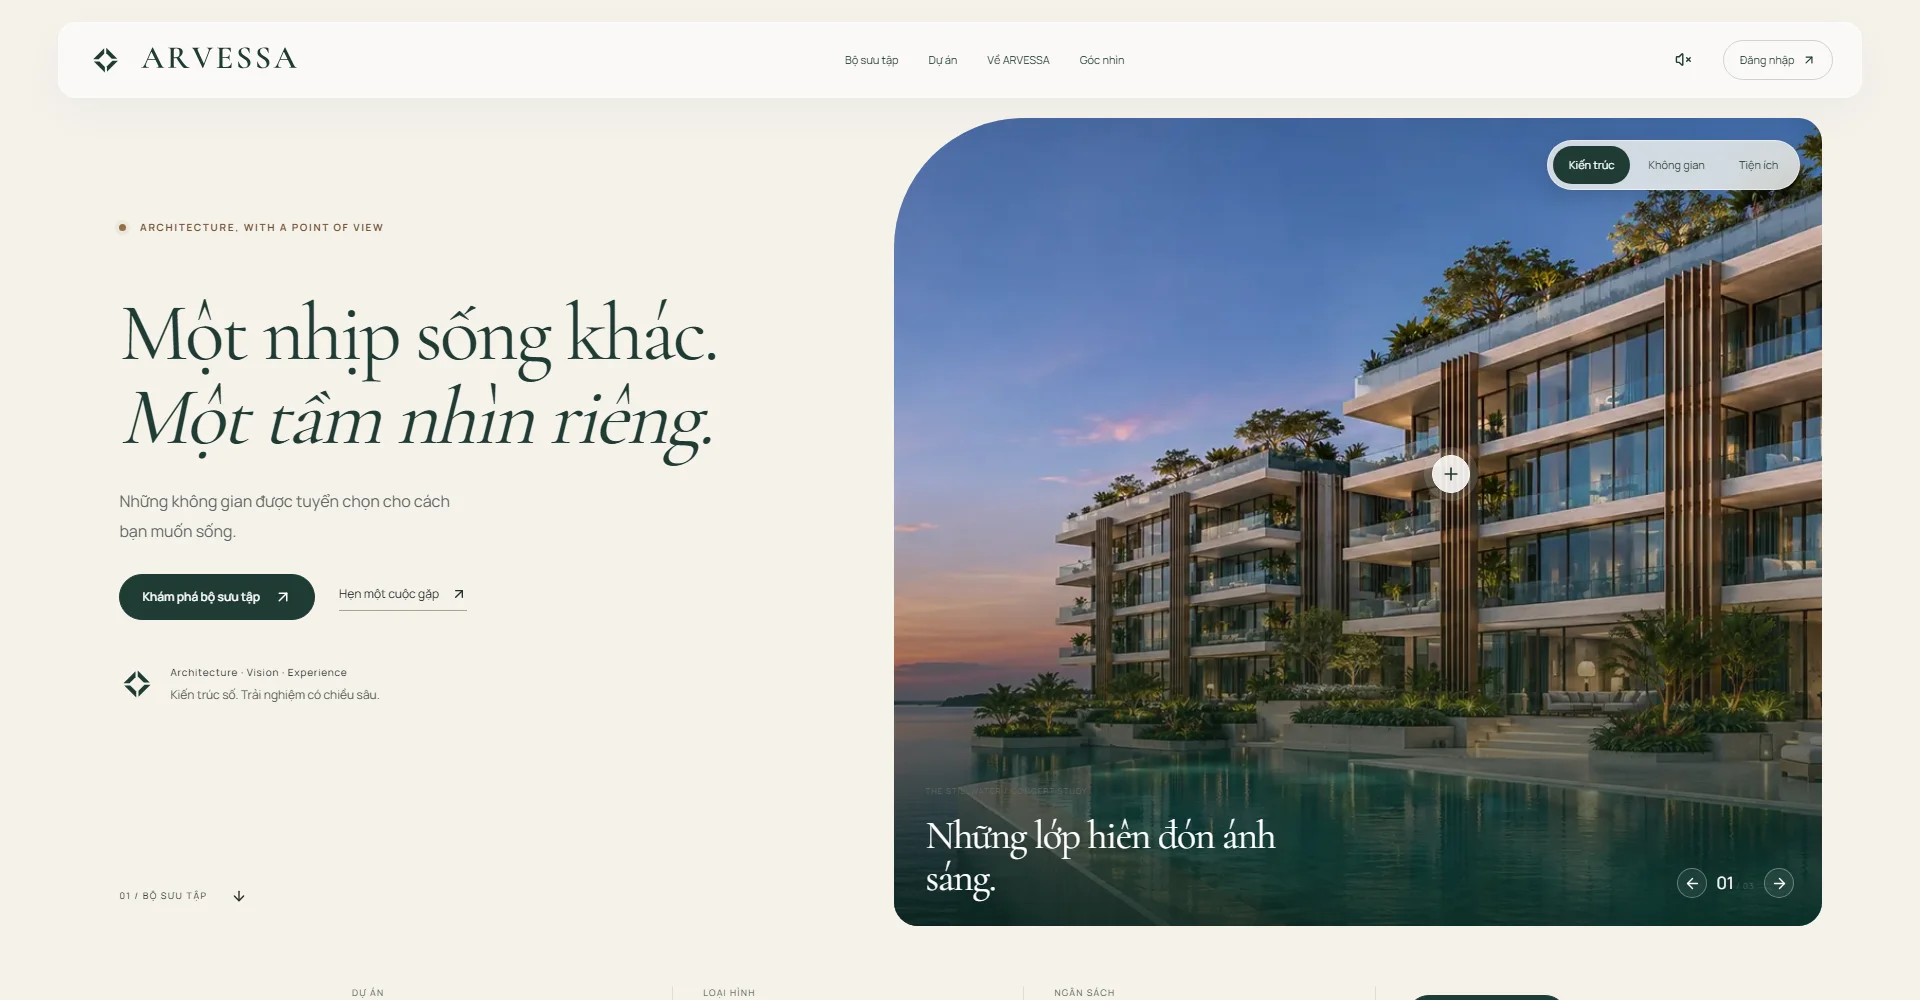 ARVESSA
Bộ sưu tập
Dự án
Về ARVESSA
Góc nhìn
Đăng nhập
Kiến trúc
Không gian
Tiện ích
ARCHITECTURE, WITH A POINT OF VIEW
Một nhịp sống khác.
Một tầm nhìn riêng.
Những không gian được tuyển chọn cho cách
bạn muốn sống.
Khám phá bộ sưu tập
Hẹn một cuộc gặp
Architecture · Vision · Experience
Kiến trúc số. Trải nghiệm có chiều sâu.
Những lớp hiên đón ánh
sáng.
01 / 03
01 / BỘ SƯU TẬP
DỰ ÁN
LOẠI HÌNH
NGÂN SÁCH